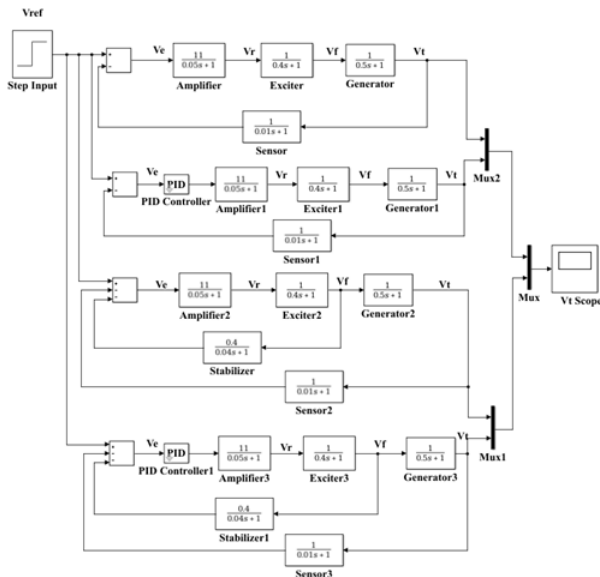 Vref
Step Input
+
-
Ve
11
0.05s + 1
Amplifier
Vr
1
0.4s + 1
Exciter
Vf
1
0.5s + 1
Generator
Vt
1
0.01s + 1
Sensor
+
-
Ve
PID
PID Controller
11
0.05s + 1
Amplifier1
Vr
1
0.4s + 1
Exciter1
Vf
1
0.5s + 1
Generator1
Vt
Mux2
1
0.01s + 1
Sensor1
+
-
-
Ve
11
0.05s + 1
Amplifier2
Vr
1
0.4s + 1
Exciter2
Vf
1
0.5s + 1
Generator2
Vt
Mux
Vt Scope
0.4
0.04s + 1
Stabilizer
1
0.01s + 1
Sensor2
+
-
-
Ve
PID
PID Controller1
11
0.05s + 1
Amplifier3
Vr
1
0.4s + 1
Exciter3
Vf
1
0.5s + 1
Generator3
Vt
Mux1
0.4
0.04s + 1
Stabilizer1
1
0.01s + 1
Sensor3